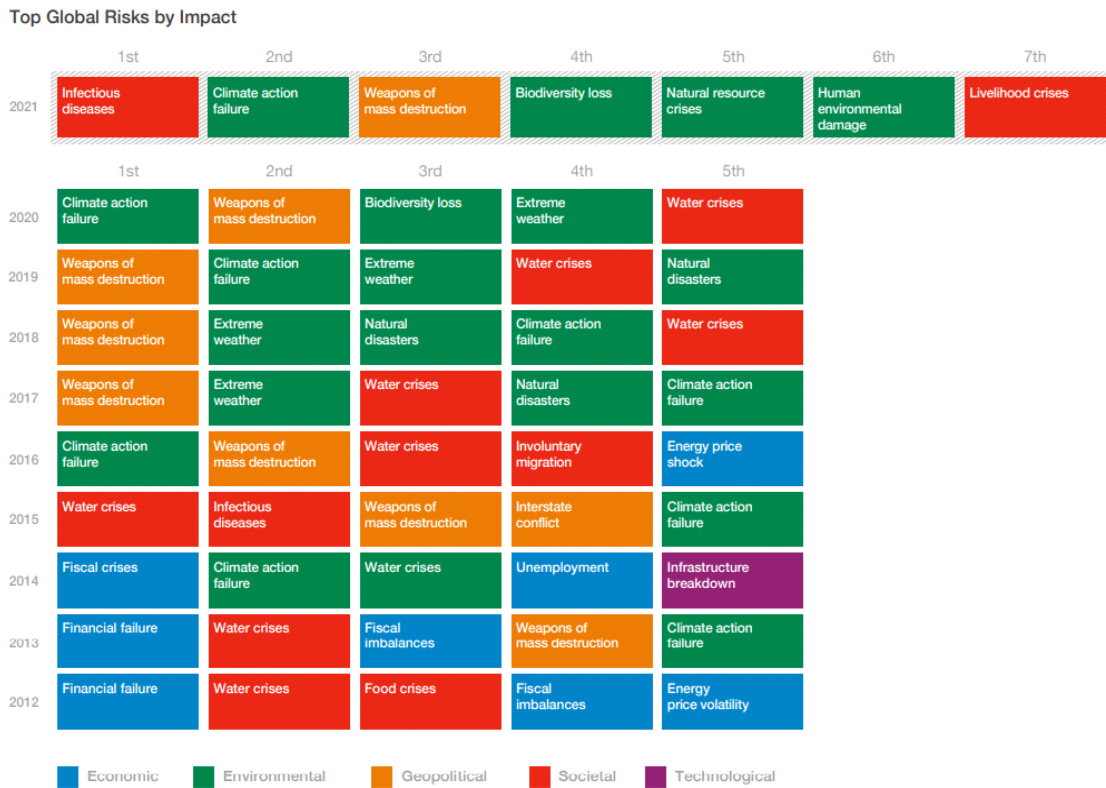 Top Global Risks by Impact
1st 2nd 3rd 4th 5th 6th 7th
2021
Infectious
diseases
Climate action
failure
Weapons of
mass destruction
Biodiversity loss
Natural resource
crises
Human
environmental
damage
Livelihood crises
1st 2nd 3rd 4th 5th
2020
Climate action
failure
Weapons of
mass destruction
Biodiversity loss
Extreme
weather
Water crises
2019
Weapons of
mass destruction
Climate action
failure
Extreme
weather
Water crises
Natural
disasters
2018
Weapons of
mass destruction
Extreme
weather
Natural
disasters
Climate action
failure
Water crises
2017
Weapons of
mass destruction
Extreme
weather
Water crises
Natural
disasters
Climate action
failure
2016
Climate action
failure
Weapons of
mass destruction
Water crises
Involuntary
migration
Energy price
shock
2015
Water crises
Infectious
diseases
Weapons of
mass destruction
Interstate
conflict
Climate action
failure
2014
Fiscal crises
Climate action
failure
Water crises
Unemployment
Infrastructure
breakdown
2013
Financial failure
Water crises
Fiscal
imbalances
Weapons of
mass destruction
Climate action
failure
2012
Financial failure
Water crises
Food crises
Fiscal
imbalances
Energy
price volatility
Economic Environmental Geopolitical Societal Technological